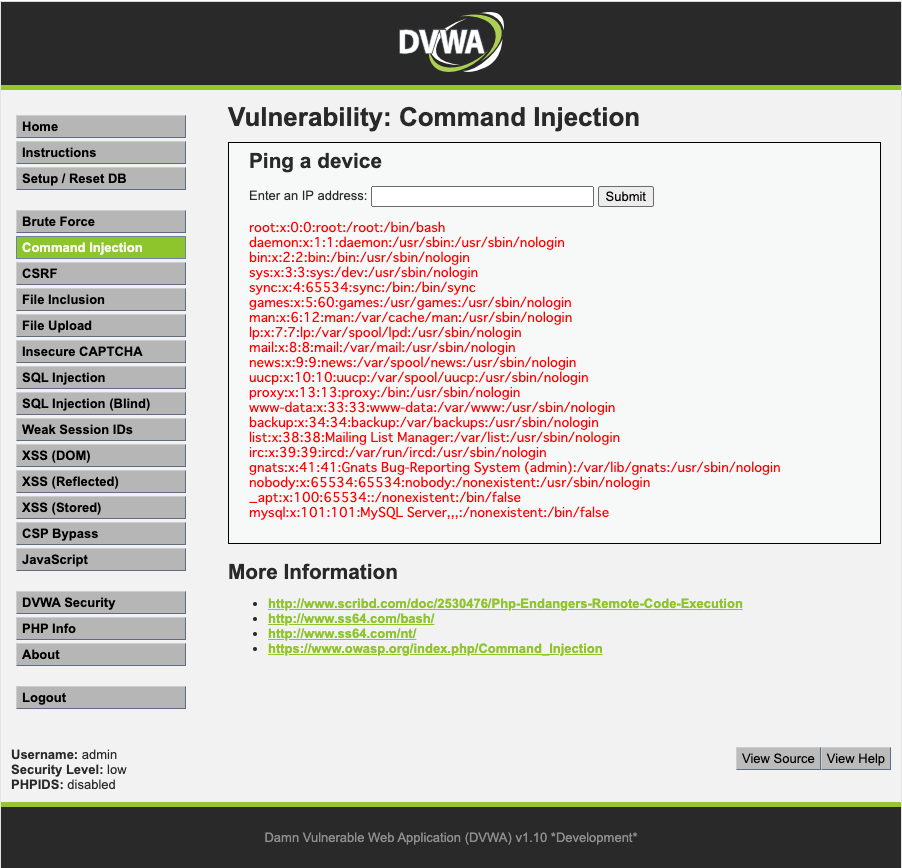 DVWA
Home
Instructions
Setup / Reset DB
Brute Force
Command Injection
CSRF
File Inclusion
File Upload
Insecure CAPTCHA
SQL Injection
SQL Injection (Blind)
Weak Session IDs
XSS (DOM)
XSS (Reflected)
XSS (Stored)
CSP Bypass
JavaScript
DVWA Security
PHP Info
About
Logout
Vulnerability: Command Injection
Ping a device
Enter an IP address: Submit
root:x:0:0:root:/root:/bin/bash
daemon:x:1:1:daemon:/usr/sbin:/usr/sbin/nologin
bin:x:2:2:bin:/bin:/usr/sbin/nologin
sys:x:3:3:sys:/dev:/usr/sbin/nologin
sync:x:4:65534:sync:/bin:/bin/sync
games:x:5:60:games:/usr/games:/usr/sbin/nologin
man:x:6:12:man:/var/cache/man:/usr/sbin/nologin
lp:x:7:7:lp:/var/spool/lpd:/usr/sbin/nologin
mail:x:8:8:mail:/var/mail:/usr/sbin/nologin
news:x:9:9:news:/var/spool/news:/usr/sbin/nologin
uucp:x:10:10:uucp:/var/spool/uucp:/usr/sbin/nologin
proxy:x:13:13:proxy:/bin:/usr/sbin/nologin
www-data:x:33:33:www-data:/var/www:/usr/sbin/nologin
backup:x:34:34:backup:/var/backups:/usr/sbin/nologin
list:x:38:38:Mailing List Manager:/var/list:/usr/sbin/nologin
irc:x:39:39:ircd:/var/run/ircd:/usr/sbin/nologin
gnats:x:41:41:Gnats Bug-Reporting System (admin):/var/lib/gnats:/usr/sbin/nologin
nobody:x:65534:65534:nobody:/nonexistent:/usr/sbin/nologin
_apt:x:100:65534::/nonexistent:/bin/false
mysql:x:101:101:MySQL Server,,,:/nonexistent:/bin/false
More Information
http://www.scribd.com/doc/2530476/Php-Endangers-Remote-Code-Execution
http://www.ss64.com/bash/
http://www.ss64.com/nt/
https://www.owasp.org/index.php/Command_Injection
Username: admin
Security Level: low
PHPIDS: disabled
View Source View Help
Damn Vulnerable Web Application (DVWA) v1.10 *Development*